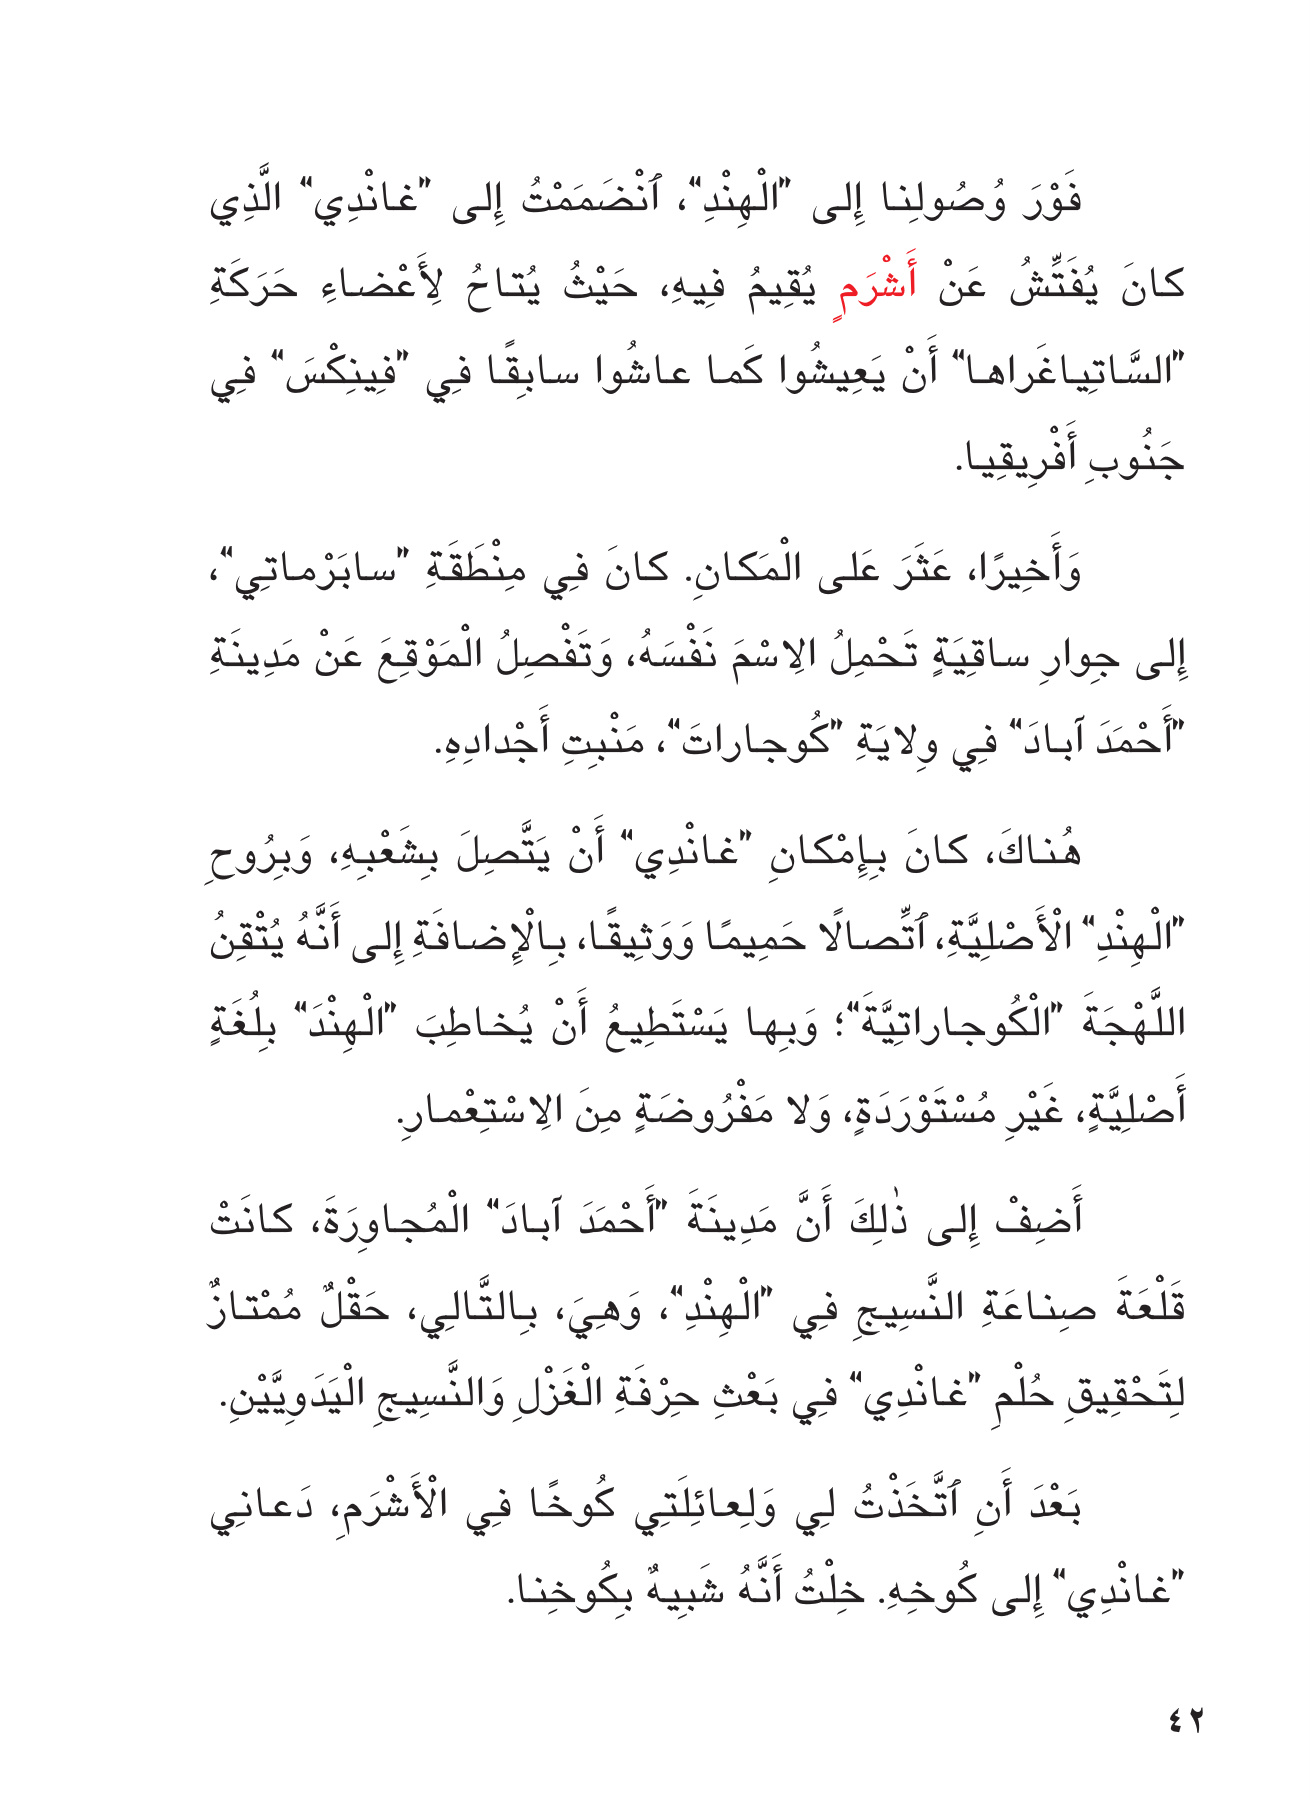 فَوْرَ وُصُولِنا إِلى "الْهِنْدِ"، ٱنْضَمَمْتُ إِلى "غانْدِي" الَّذِي
كانَ يُفَتِّشُ عَنْ أَشْرَمٍ يُقِيمُ فِيهِ، حَيْثُ يُتاحُ لِأَعْضاءِ حَرَكَةِ
"السَّاتِياغَراها" أَنْ يَعِيشُوا كَما عاشُوا سابِقًا فِي "فِينِكْسَ" فِي
جَنُوبِ أَفْرِيقِيا.
وَأَخِيرًا، عَثَرَ عَلى الْمَكانِ. كانَ فِي مِنْطَقَةِ "سابَرْماتِي"،
إِلى جِوارِ ساقِيَةٍ تَحْمِلُ الِاسْمَ نَفْسَهُ، وَتَفْصِلُ الْمَوْقِعَ عَنْ مَدِينَةِ
"أَحْمَدَ آبادَ" فِي وِلايَةِ "كُوجاراتَ"، مَنْبِتِ أَجْدادِهِ.
هُناكَ، كانَ بِإِمْكانِ "غانْدِي" أَنْ يَتَّصِلَ بِشَعْبِهِ، وَبِرُوحِ
"الْهِنْدِ" الْأَصْلِيَّةِ، ٱتِّصالًا حَمِيمًا وَوَثِيقًا، بِالْإِضافَةِ إِلى أَنَّهُ يُتْقِنُ
اللَّهْجَةَ "الْكُوجاراتِيَّةَ"؛ وَبِها يَسْتَطِيعُ أَنْ يُخاطِبَ "الْهِنْدَ" بِلُغَةٍ
أَصْلِيَّةٍ، غَيْرِ مُسْتَوْرَدَةٍ، وَلا مَفْرُوضَةٍ مِنَ الِاسْتِعْمارِ.
أَضِفْ إِلى ذٰلِكَ أَنَّ مَدِينَةَ "أَحْمَدَ آبادَ" الْمُجاوِرَةَ، كانَتْ
قَلْعَةَ صِناعَةِ النَّسِيجِ فِي "الْهِنْدِ"، وَهِيَ، بِالتَّالِي، حَقْلٌ مُمْتازٌ
لِتَحْقِيقِ حُلْمِ "غانْدِي" فِي بَعْثِ حِرْفَةِ الْغَزْلِ وَالنَّسِيجِ الْيَدَوِيَّيْنِ.
بَعْدَ أَنِ ٱتَّخَذْتُ لِي وَلِعائِلَتِي كُوخًا فِي الْأَشْرَمِ، دَعانِي
"غانْدِي" إِلى كُوخِهِ. خِلْتُ أَنَّهُ شَبِيهٌ بِكُوخِنا.
٤٢